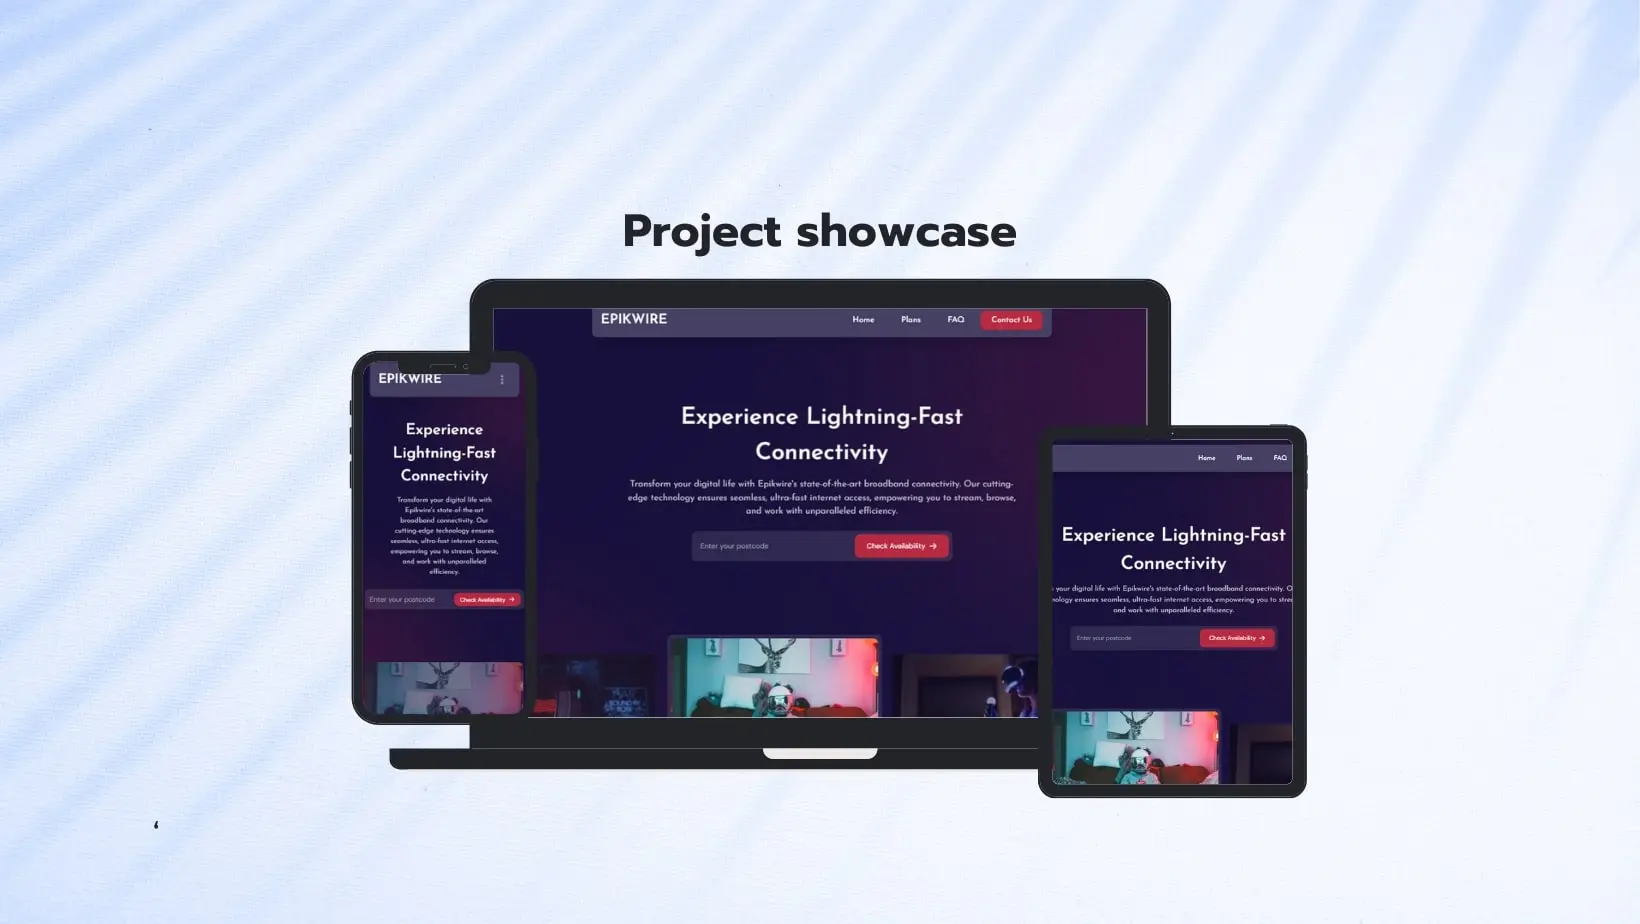 Project showcase
EPIKWIRE
Home Plans FAQ Contact Us
Experience Lightning-Fast
Connectivity
Transform your digital life with Epikwire's state-of-the-art broadband connectivity. Our cutting-
edge technology ensures seamless, ultra-fast internet access, empowering you to stream, browse,
and work with unparalleled efficiency.
Enter your postcode Check Availability →
EPIKWIRE
Experience
Lightning-Fast
Connectivity
Transform your digital life with
Epikwire's state-of-the-art
broadband connectivity. Our
cutting-edge technology ensures
seamless, ultra-fast internet access,
empowering you to stream, browse,
and work with unparalleled
efficiency.
Enter your postcode Check Availability →
Home Plans FAQ
Experience Lightning-Fast
Connectivity
your digital life with Epikwire's state-of-the-art broadband connectivity. O
nology ensures seamless, ultra-fast internet access, empowering you to stre
and work with unparalleled efficiency.
Enter your postcode Check Availability →